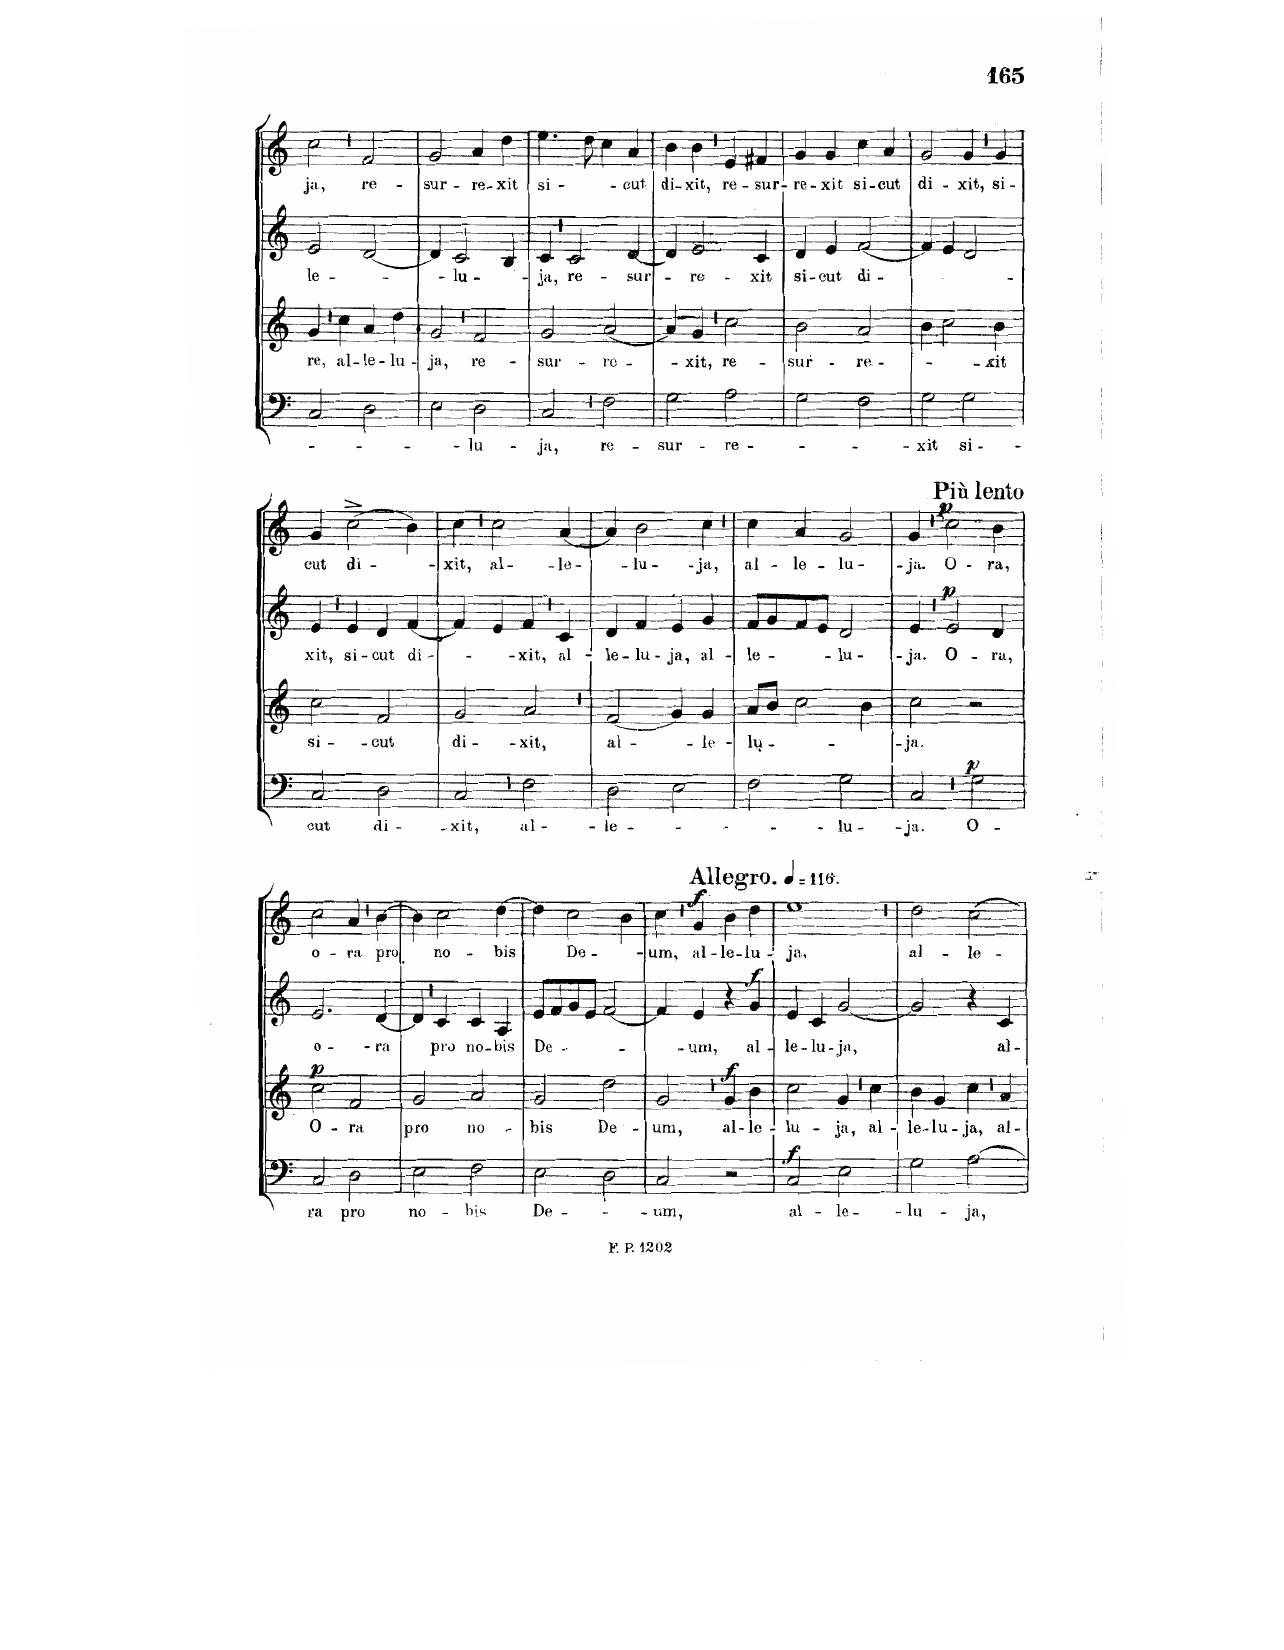 165
ja, re - sur - re - xit si - - cut di - xit, re - sur - re - xit si - cut di - xit, si -
le - - - lu - - ja, re - sur - re - xit si - cut di - - -
re, al - le - lu - ja, re - sur - re - - xit, re - sur - re - - - xit
- - - - lu - ja, re - sur - re - - - - xit si - -
Più lento
p
cut di - - xit, al - - le - - lu - - ja, al - le - lu - - ja. O - ra,
p
xit, si - cut di - - - xit, al - le - lu - ja, al - le - - - lu - - ja. O - ra,
si - - cut di - - xit, al - - le - lu - - - - ja.
p
cut di - - xit, al - - le - - - - - lu - - ja. O -
Allegro. ♩ = 116.
f
o - ra pro no - bis De - - um, al - le - lu - ja, al - le -
f
o - - ra pro no - bis De - - - - um, al - le - lu - ja, al -
p f
O - ra pro no - bis De - um, al - le - lu - ja, al - le - lu - ja, al -
f
ra pro no - bis De - - - um, al - le - - lu - ja,
F. P. 1202